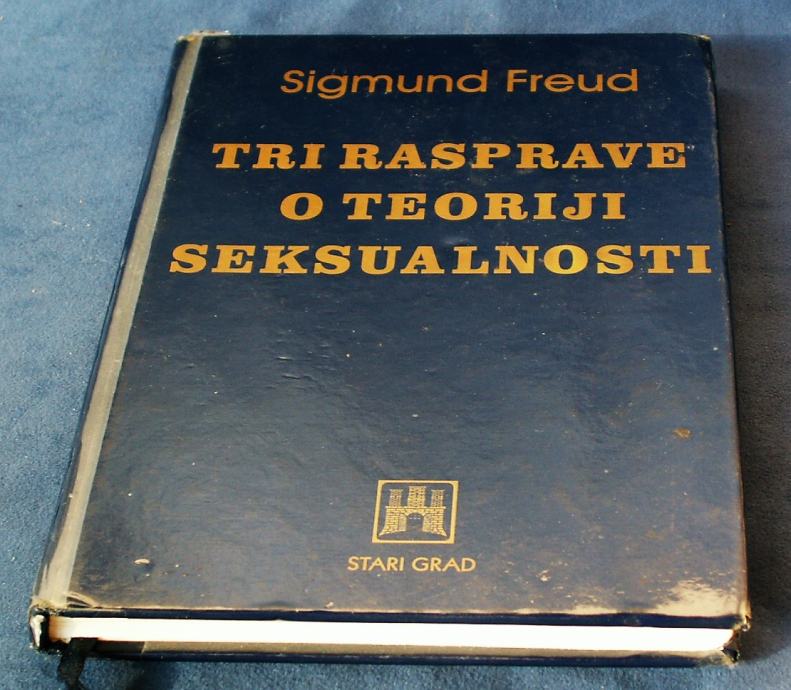 Sigmund Freud
TRI RASPRAVE
O TEORIJI
SEKSUALNOSTI
STARI GRAD